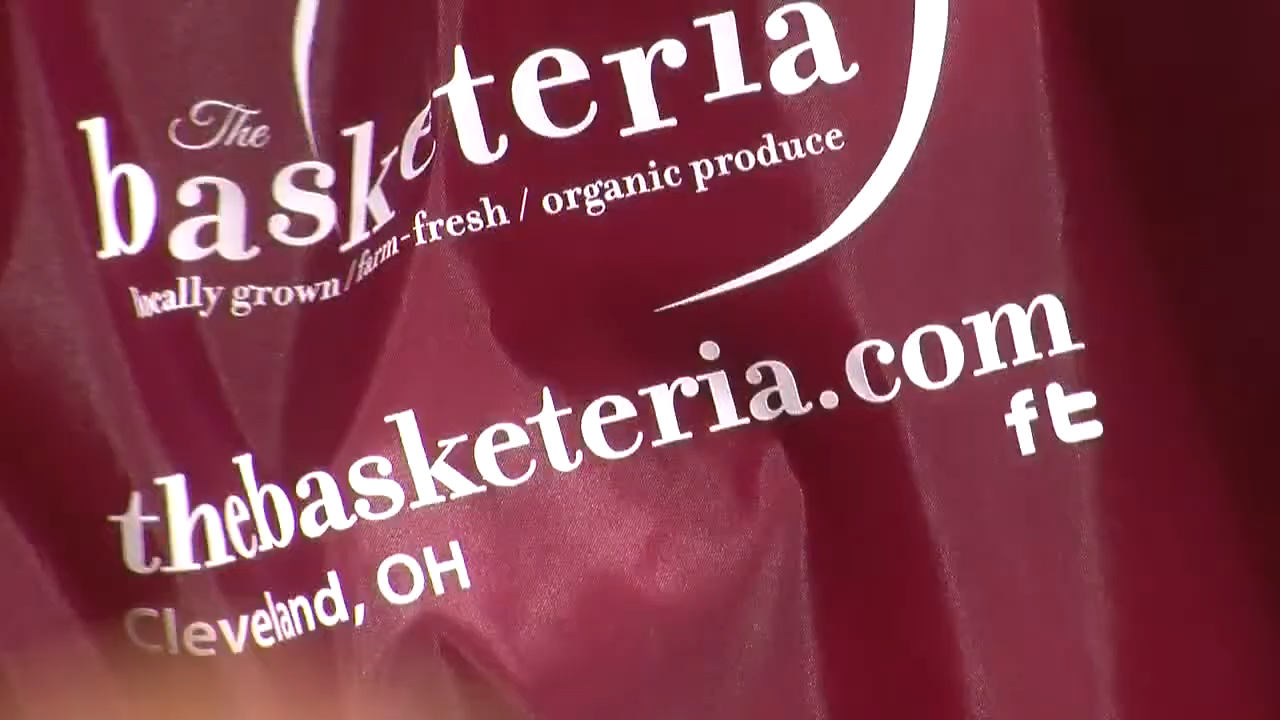 The
basketeria
locally grown / farm-fresh / organic produce
thebasketeria.com
f t
Cleveland, OH